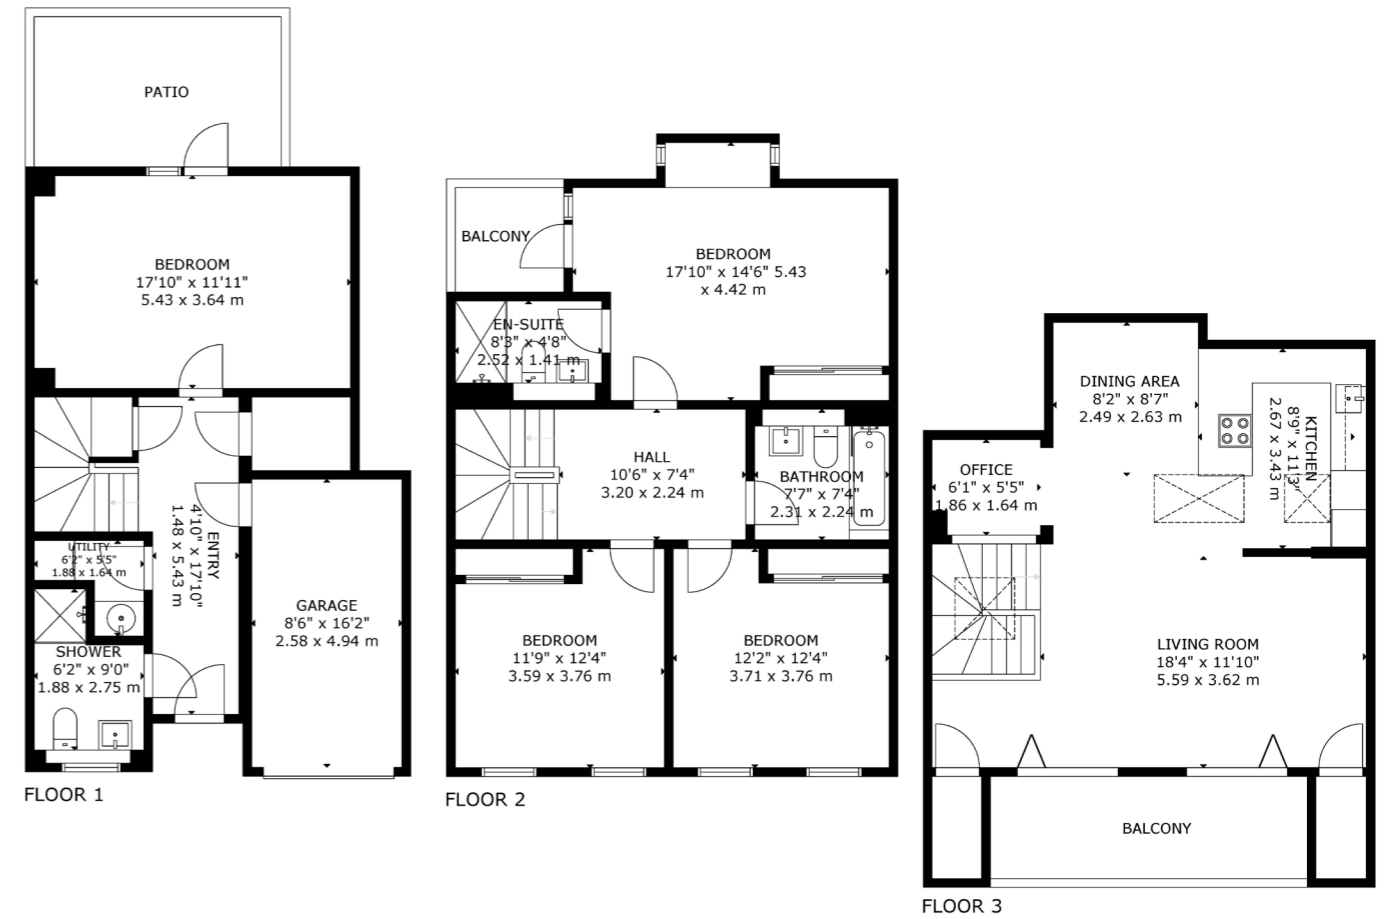 PATIO
BEDROOM
17'10" x 11'11"
5.43 x 3.64 m
UTILITY
6'2" x 5'5"
1.88 x 1.64 m
ENTRY
4'10" x 17'10"
1.48 x 5.43 m
GARAGE
8'6" x 16'2"
2.58 x 4.94 m
SHOWER
6'2" x 9'0"
1.88 x 2.75 m
FLOOR 1
BALCONY
BEDROOM
17'10" x 14'6" 5.43
x 4.42 m
EN-SUITE
8'3" x 4'8"
2.52 x 1.41 m
HALL
10'6" x 7'4"
3.20 x 2.24 m
BATHROOM
7'7" x 7'4"
2.31 x 2.24 m
BEDROOM
11'9" x 12'4"
3.59 x 3.76 m
BEDROOM
12'2" x 12'4"
3.71 x 3.76 m
FLOOR 2
DINING AREA
8'2" x 8'7"
2.49 x 2.63 m
KITCHEN
8'9" x 11'3"
2.67 x 3.43 m
OFFICE
6'1" x 5'5"
1.86 x 1.64 m
LIVING ROOM
18'4" x 11'10"
5.59 x 3.62 m
BALCONY
FLOOR 3